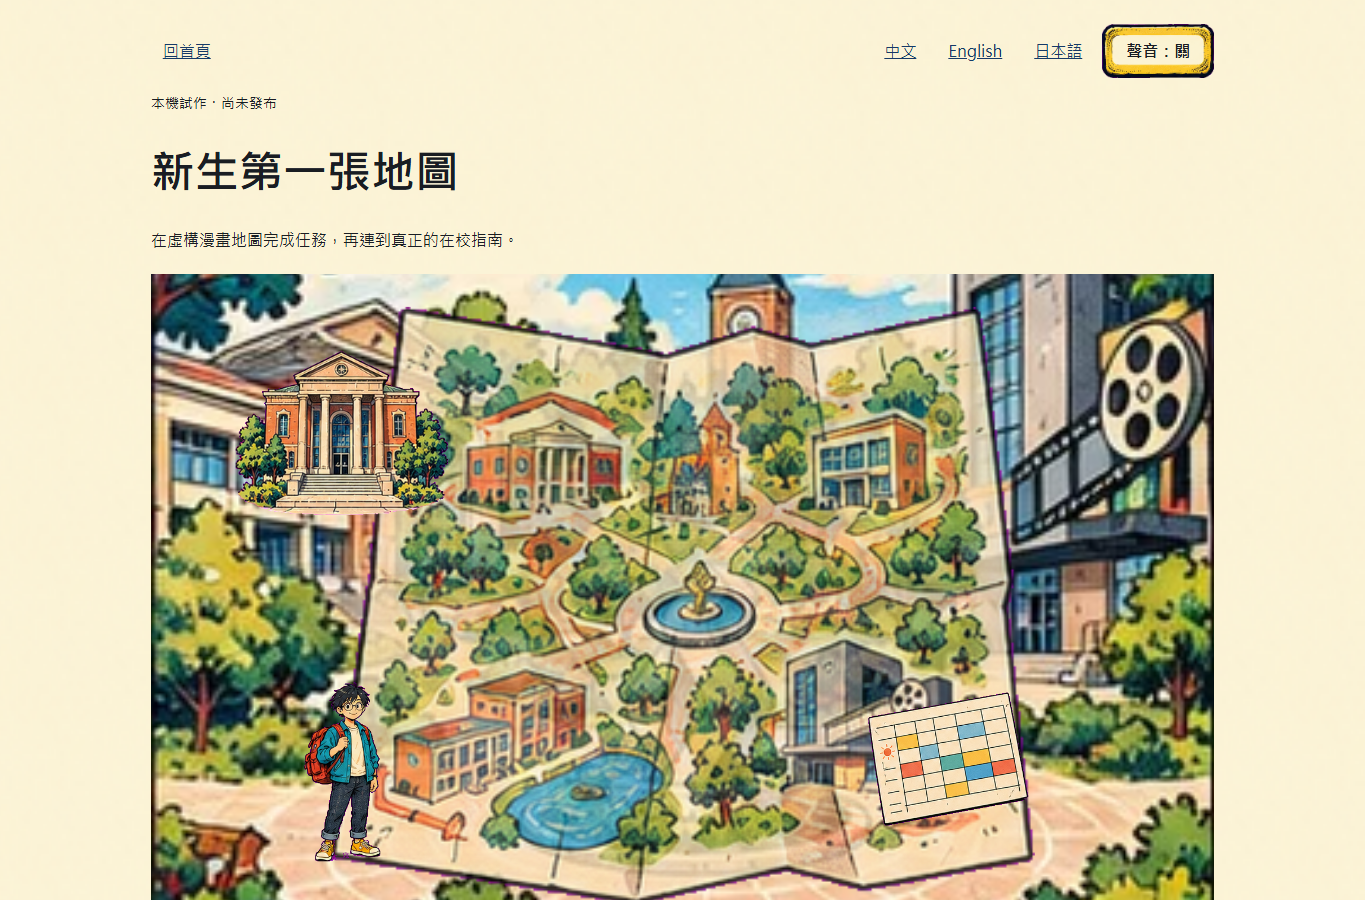 回首頁
中文 English 日本語 聲音：關
本機試作・尚未發布
新生第一張地圖
在虛構漫畫地圖完成任務，再連到真正的在校指南。